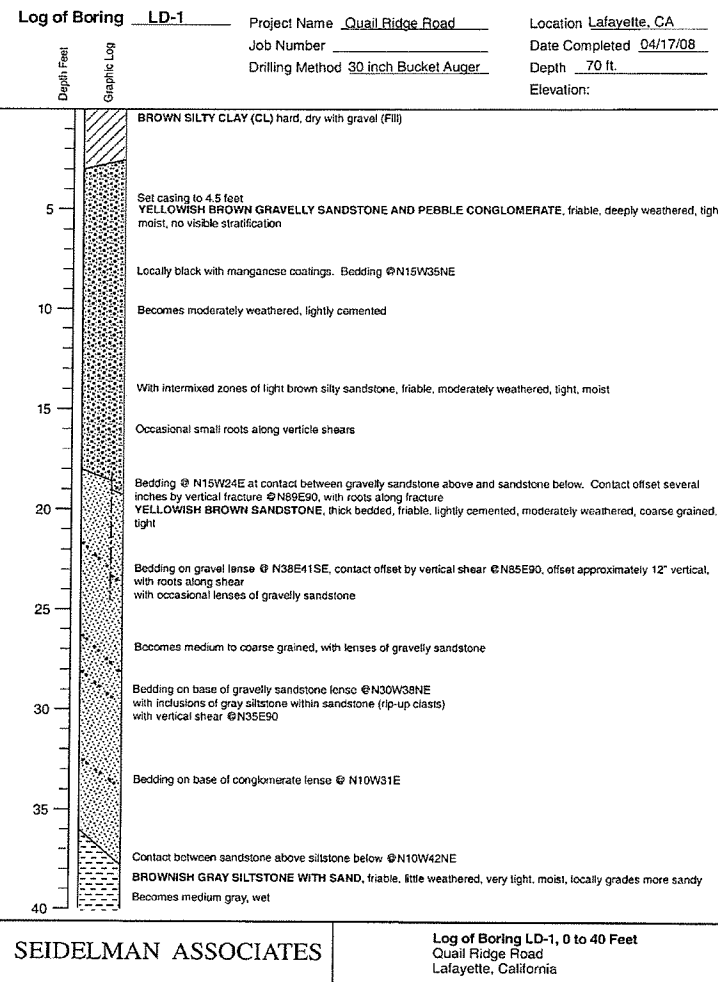 Log of Boring LD-1
Project Name Quail Ridge Road
Location Lafayette, CA
Job Number
Date Completed 04/17/08
Drilling Method 30 inch Bucket Auger
Depth 70 ft.
Elevation:
Depth Feet
Graphic Log
BROWN SILTY CLAY (CL) hard, dry with gravel (Fill)
Set casing to 4.5 feet
5
YELLOWISH BROWN GRAVELLY SANDSTONE AND PEBBLE CONGLOMERATE, friable, deeply weathered, tigh
moist, no visible stratification
Locally black with manganese coatings. Bedding @N15W35NE
10
Becomes moderately weathered, lightly cemented
With intermixed zones of light brown silty sandstone, friable, moderately weathered, tight, moist
15
Occasional small roots along verticle shears
Bedding @ N15W24E at contact between gravelly sandstone above and sandstone below. Contact offset several
inches by vertical fracture @N89E90, with roots along fracture
20
YELLOWISH BROWN SANDSTONE, thick bedded, friable, lightly cemented, moderately weathered, coarse grained,
tight
Bedding on gravel lense @ N38E41SE, contact offset by vertical shear @N85E90, offset approximately 12" vertical,
with roots along shear
with occasional lenses of gravelly sandstone
25
Becomes medium to coarse grained, with lenses of gravelly sandstone
Bedding on base of gravelly sandstone lense @N30W38NE
with inclusions of gray siltstone within sandstone (rip-up clasts)
30
with vertical shear @N35E90
Bedding on base of conglomerate lense @ N10W31E
35
Contact between sandstone above siltstone below @N10W42NE
BROWNISH GRAY SILTSTONE WITH SAND, friable, little weathered, very tight, moist, locally grades more sandy
Becomes medium gray, wet
40
SEIDELMAN ASSOCIATES
Log of Boring LD-1, 0 to 40 Feet
Quail Ridge Road
Lafayette, California